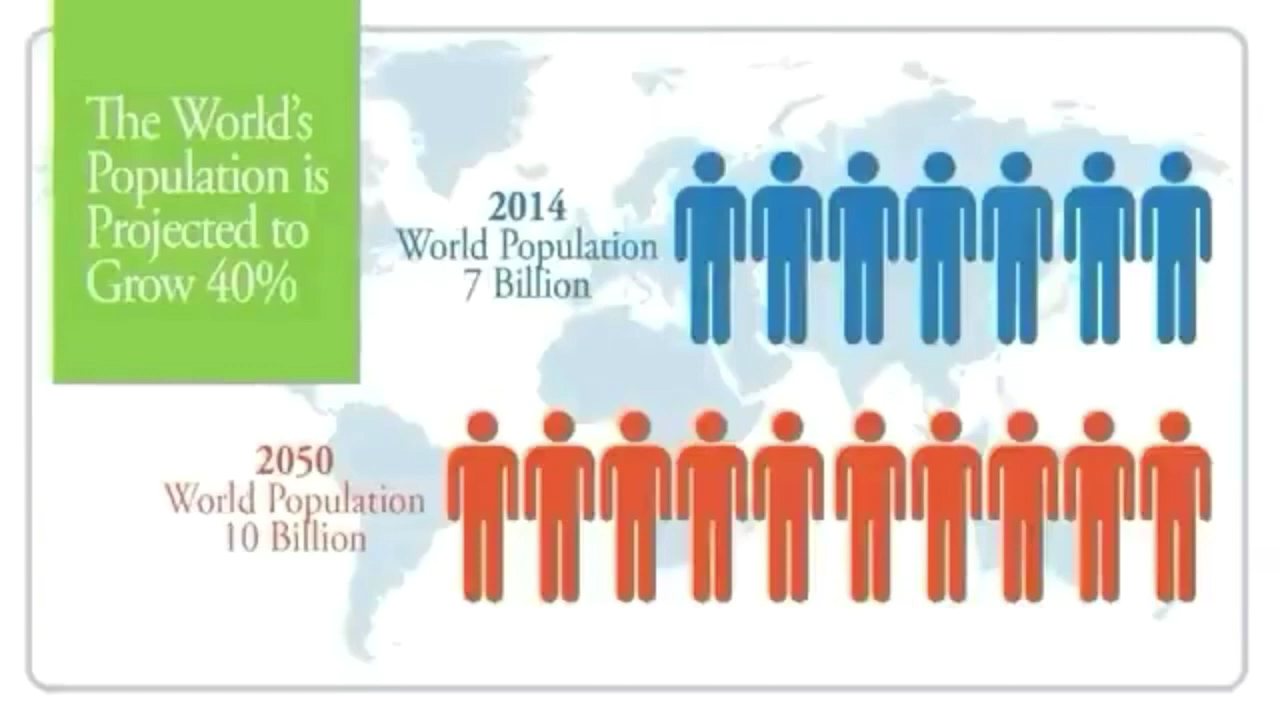 The World's
Population is
Projected to
Grow 40%
2014
World Population
7 Billion
2050
World Population
10 Billion